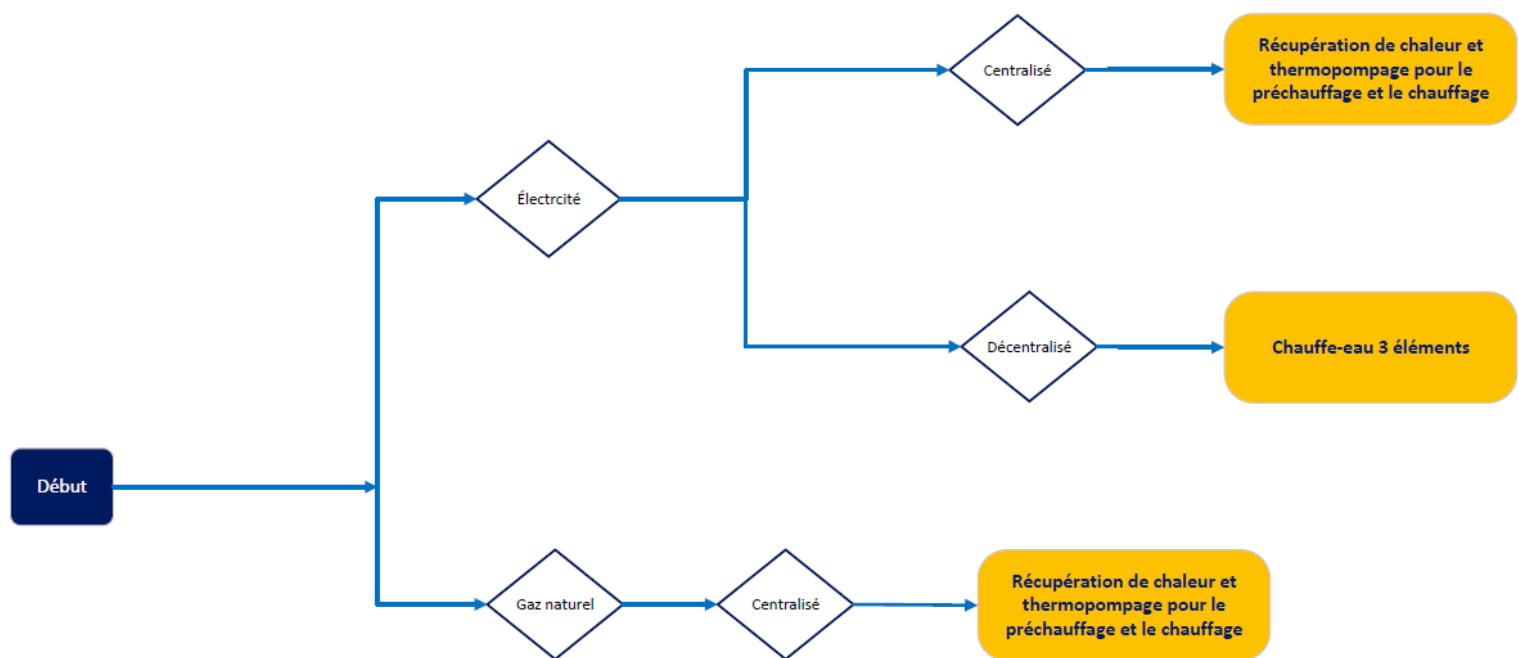 Récupération de chaleur et
thermopompage pour le
préchauffage et le chauffage
Centralisé
Électrcité
Décentralisé
Chauffe-eau 3 éléments
Début
Gaz naturel
Centralisé
Récupération de chaleur et
thermopompage pour le
préchauffage et le chauffage